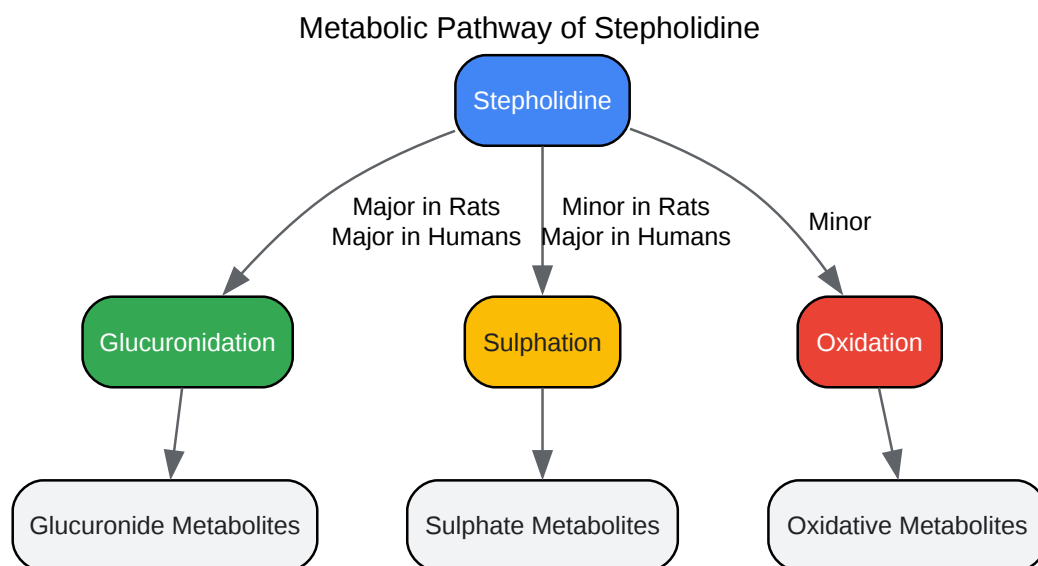 Metabolic Pathway of Stepholidine
Stepholidine
Major in Rats
Major in Humans
Minor in Rats
Major in Humans
Minor
Glucuronidation
Sulphation
Oxidation
Glucuronide Metabolites
Sulphate Metabolites
Oxidative Metabolites